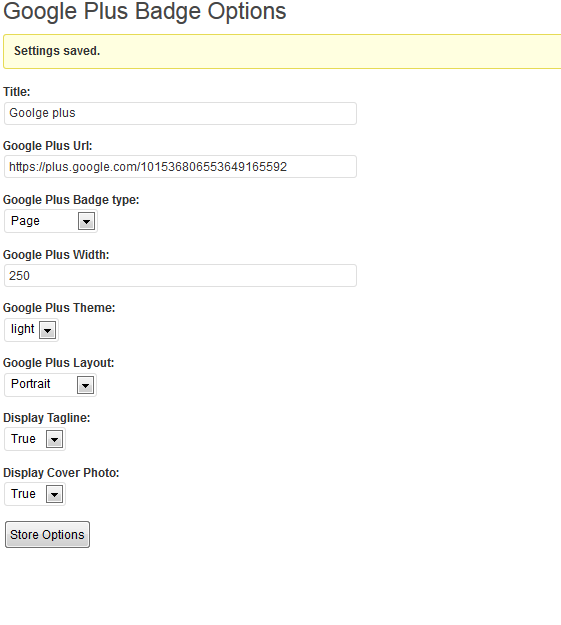 Google Plus Badge Options
Settings saved.
Title:
Goolge plus
Google Plus Url:
https://plus.google.com/101536806553649165592
Google Plus Badge type:
Page
Google Plus Width:
250
Google Plus Theme:
light
Google Plus Layout:
Portrait
Display Tagline:
True
Display Cover Photo:
True
Store Options